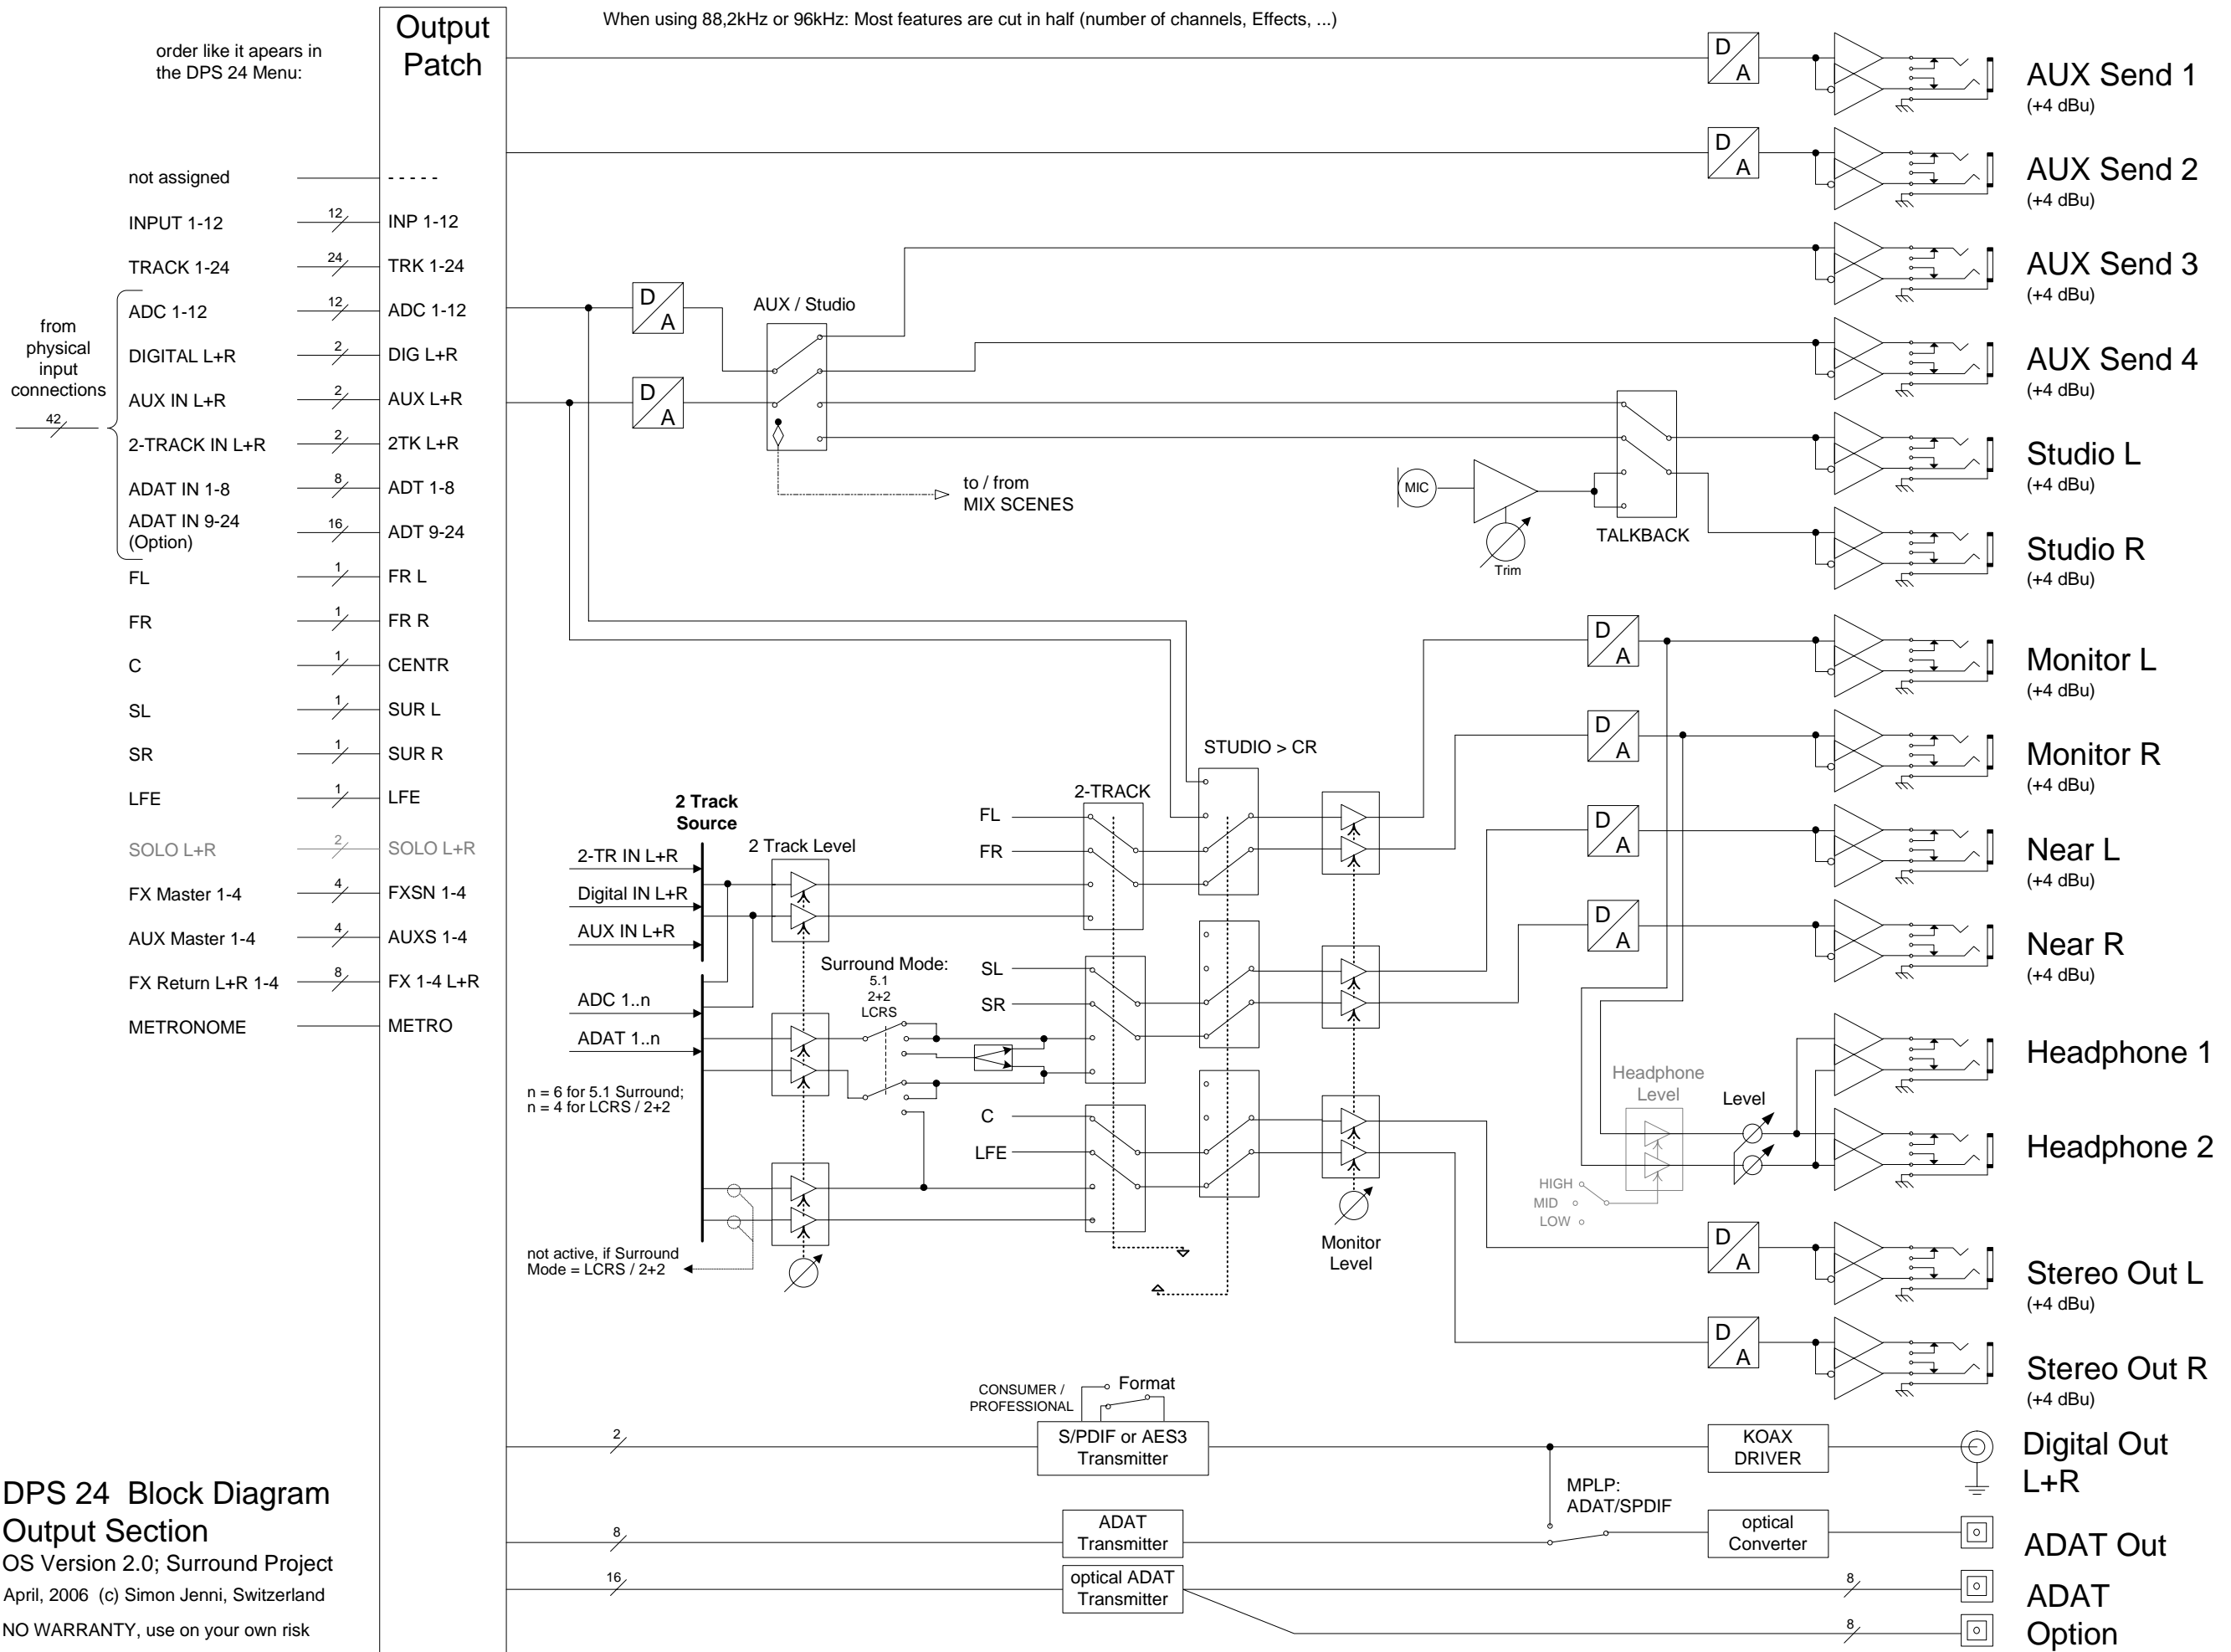 When using 88,2kHz or 96kHz: Most features are cut in half (number of channels, Effects, ...)
order like it apears in
the DPS 24 Menu:
Output
Patch
not assigned
- - - - -
INPUT 1-12
12
INP 1-12
TRACK 1-24
24
TRK 1-24
from
physical
input
connections
42
ADC 1-12
12
ADC 1-12
DIGITAL L+R
2
DIG L+R
AUX IN L+R
2
AUX L+R
2-TRACK IN L+R
2
2TK L+R
ADAT IN 1-8
8
ADT 1-8
ADAT IN 9-24
(Option)
16
ADT 9-24
FL
1
FR L
FR
1
FR R
C
1
CENTR
SL
1
SUR L
SR
1
SUR R
LFE
1
LFE
SOLO L+R
2
SOLO L+R
FX Master 1-4
4
FXSN 1-4
AUX Master 1-4
4
AUXS 1-4
FX Return L+R 1-4
8
FX 1-4 L+R
METRONOME
METRO
D
A
AUX Send 1
(+4 dBu)
D
A
AUX Send 2
(+4 dBu)
AUX Send 3
(+4 dBu)
D
A
AUX / Studio
AUX Send 4
(+4 dBu)
D
A
to / from
MIX SCENES
MIC
Trim
TALKBACK
Studio L
(+4 dBu)
Studio R
(+4 dBu)
D
A
Monitor L
(+4 dBu)
D
A
Monitor R
(+4 dBu)
D
A
Near L
(+4 dBu)
D
A
Near R
(+4 dBu)
STUDIO > CR
2-TRACK
2 Track
Source
2 Track Level
FL
FR
2-TR IN L+R
Digital IN L+R
AUX IN L+R
Surround Mode:
5.1
2+2
LCRS
SL
SR
ADC 1..n
ADAT 1..n
n = 6 for 5.1 Surround;
n = 4 for LCRS / 2+2
C
LFE
not active, if Surround
Mode = LCRS / 2+2
Monitor
Level
Headphone
Level
Level
HIGH
MID
LOW
Headphone 1
Headphone 2
D
A
Stereo Out L
(+4 dBu)
D
A
Stereo Out R
(+4 dBu)
CONSUMER /
PROFESSIONAL
Format
2
S/PDIF or AES3
Transmitter
KOAX
DRIVER
Digital Out
L+R
MPLP:
ADAT/SPDIF
8
ADAT
Transmitter
optical
Converter
ADAT Out
16
optical ADAT
Transmitter
8
8
ADAT
Option
DPS 24 Block Diagram
Output Section
OS Version 2.0; Surround Project
April, 2006 (c) Simon Jenni, Switzerland
NO WARRANTY, use on your own risk